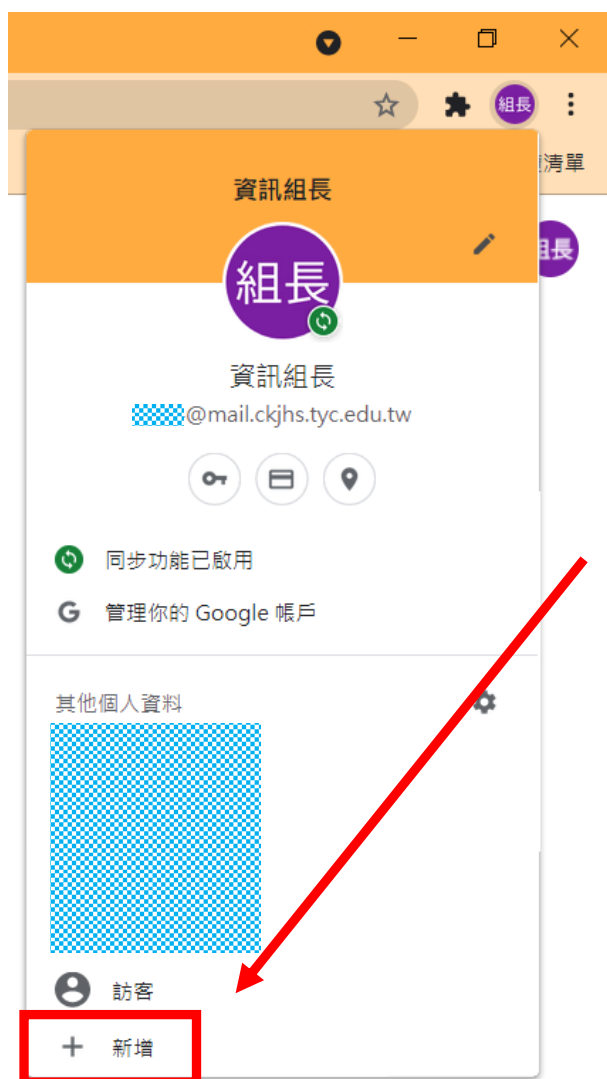 組長
清單
資訊組長
組長
長
資訊組長
@mail.ckjhs.tyc.edu.tw
同步功能已啟用
G 管理你的 Google 帳戶
其他個人資料
訪客
+ 新增